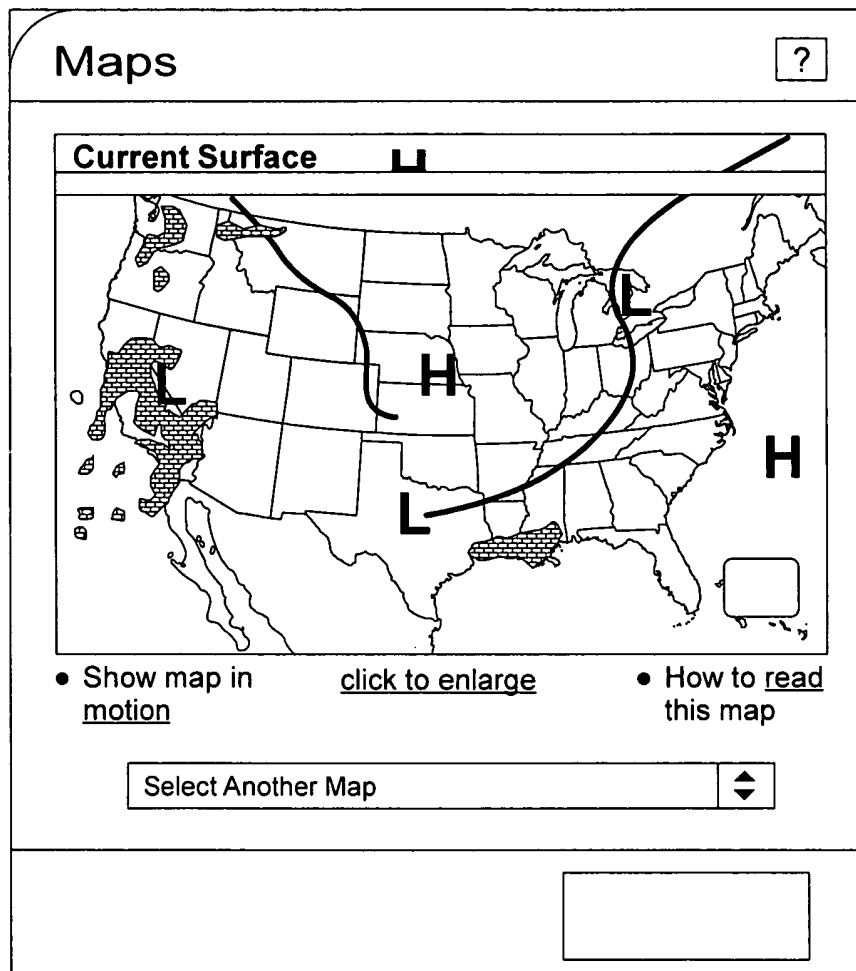 Maps
?
Current Surface
H
L
L
H
H
L
Show map in
motion
click to enlarge
How to read
this map
Select Another Map